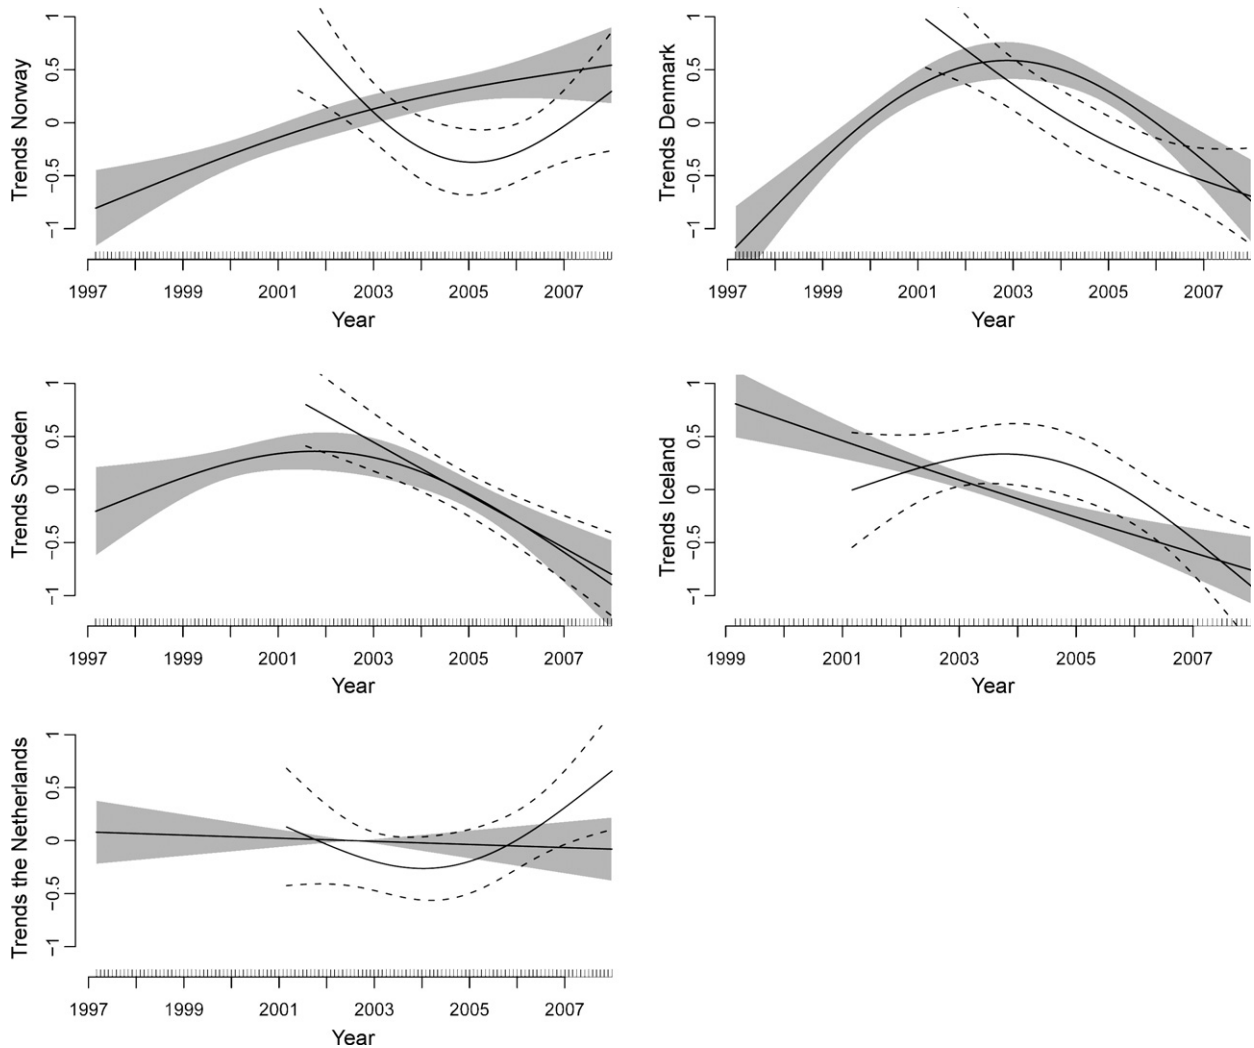 Trends Norway
1
0.5
0
−0.5
−1
1997 1999 2001 2003 2005 2007
Year
Trends Denmark
1
0.5
0
−0.5
−1
1997 1999 2001 2003 2005 2007
Year
Trends Sweden
1
0.5
0
−0.5
−1
1997 1999 2001 2003 2005 2007
Year
Trends Iceland
1
0.5
0
−0.5
−1
1999 2001 2003 2005 2007
Year
Trends the Netherlands
1
0.5
0
−0.5
−1
1997 1999 2001 2003 2005 2007
Year